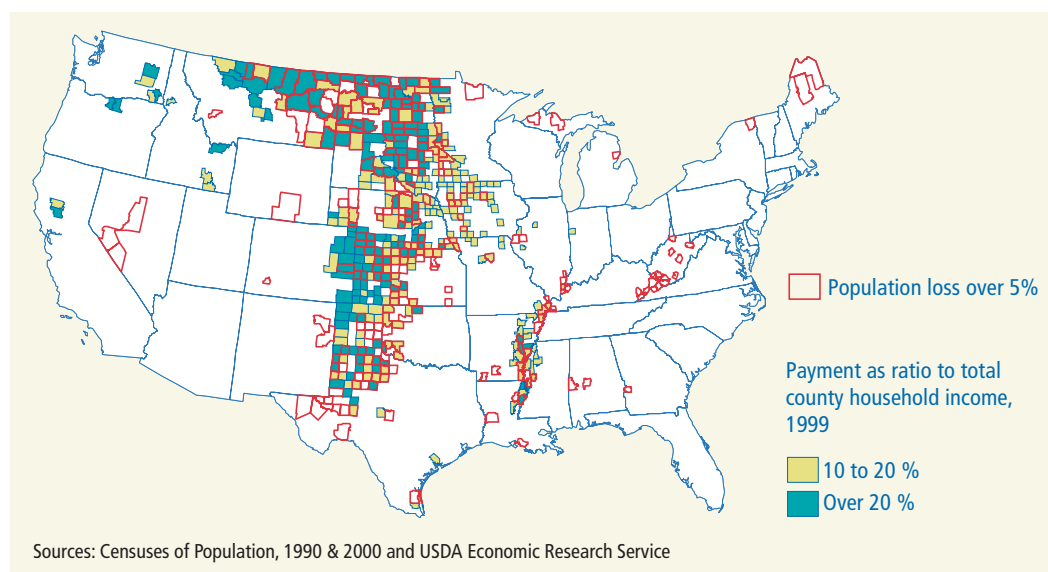 Population loss over 5%
Payment as ratio to total
county household income,
1999
10 to 20 %
Over 20 %
Sources: Censuses of Population, 1990 & 2000 and USDA Economic Research Service